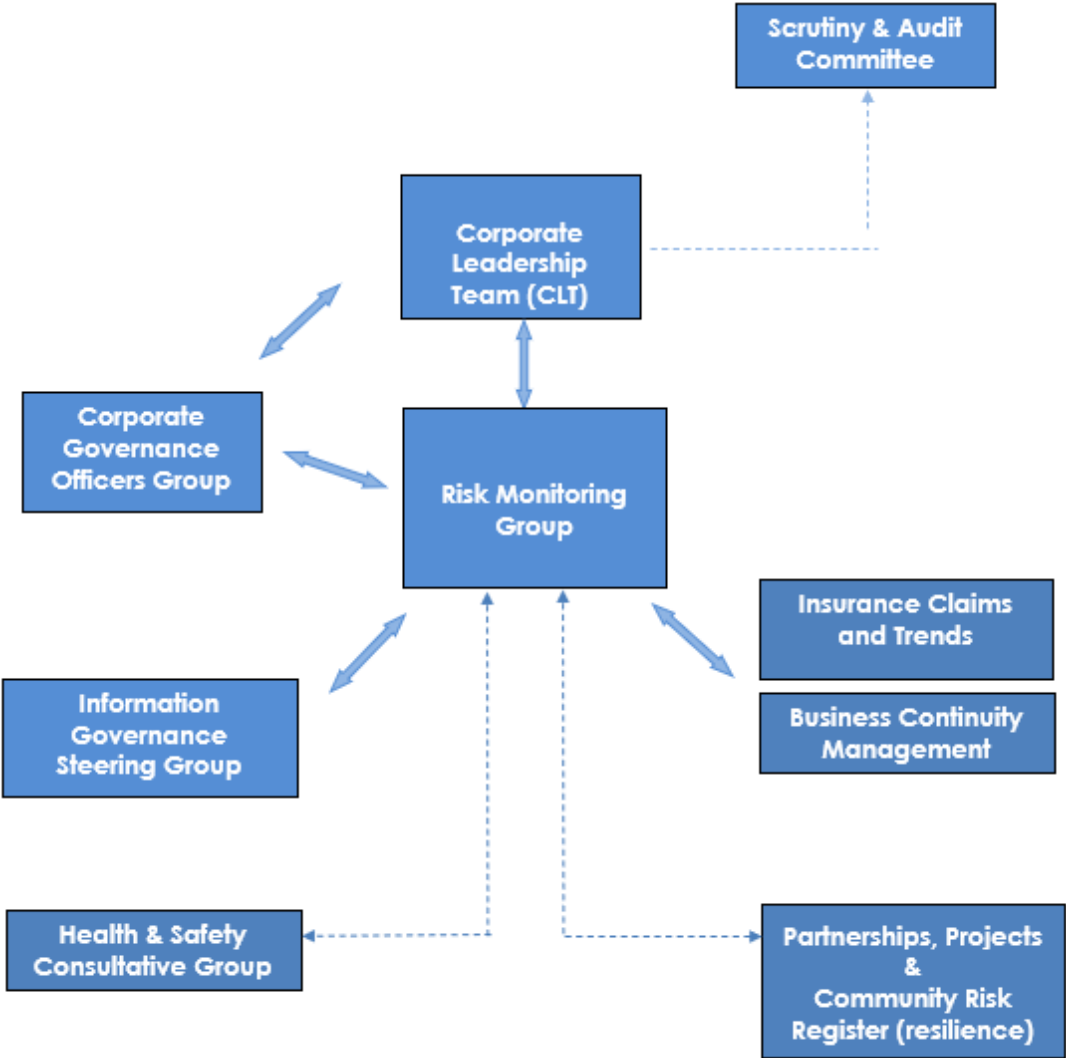 Scrutiny & Audit
Committee
Corporate
Leadership
Team (CLT)
Corporate
Governance
Officers Group
Risk Monitoring
Group
Insurance Claims
and Trends
Information
Governance
Steering Group
Business Continuity
Management
Health & Safety
Consultative Group
Partnerships, Projects
&
Community Risk
Register (resilience)